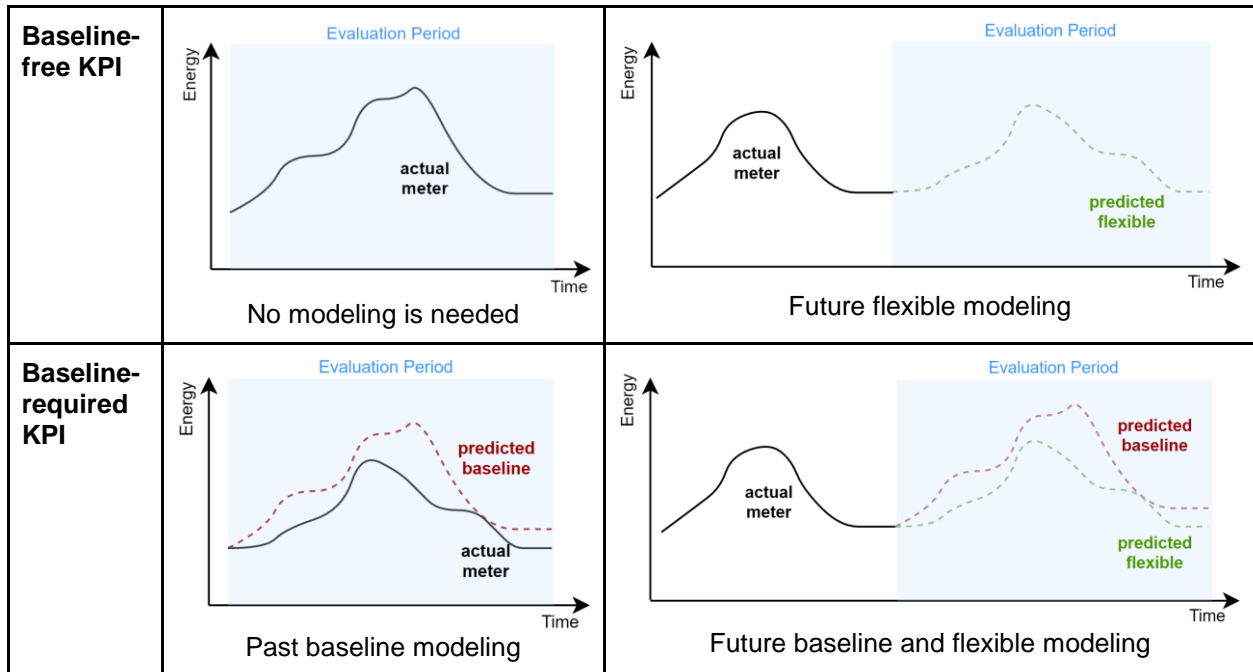 Baseline-
free KPI
Evaluation Period
Energy
actual
meter
Time
No modeling is needed
Evaluation Period
Energy
actual
meter
predicted
flexible
Time
Future flexible modeling
Baseline-
required
KPI
Evaluation Period
Energy
predicted
baseline
actual
meter
Time
Past baseline modeling
Evaluation Period
Energy
actual
meter
predicted
baseline
predicted
flexible
Time
Future baseline and flexible modeling